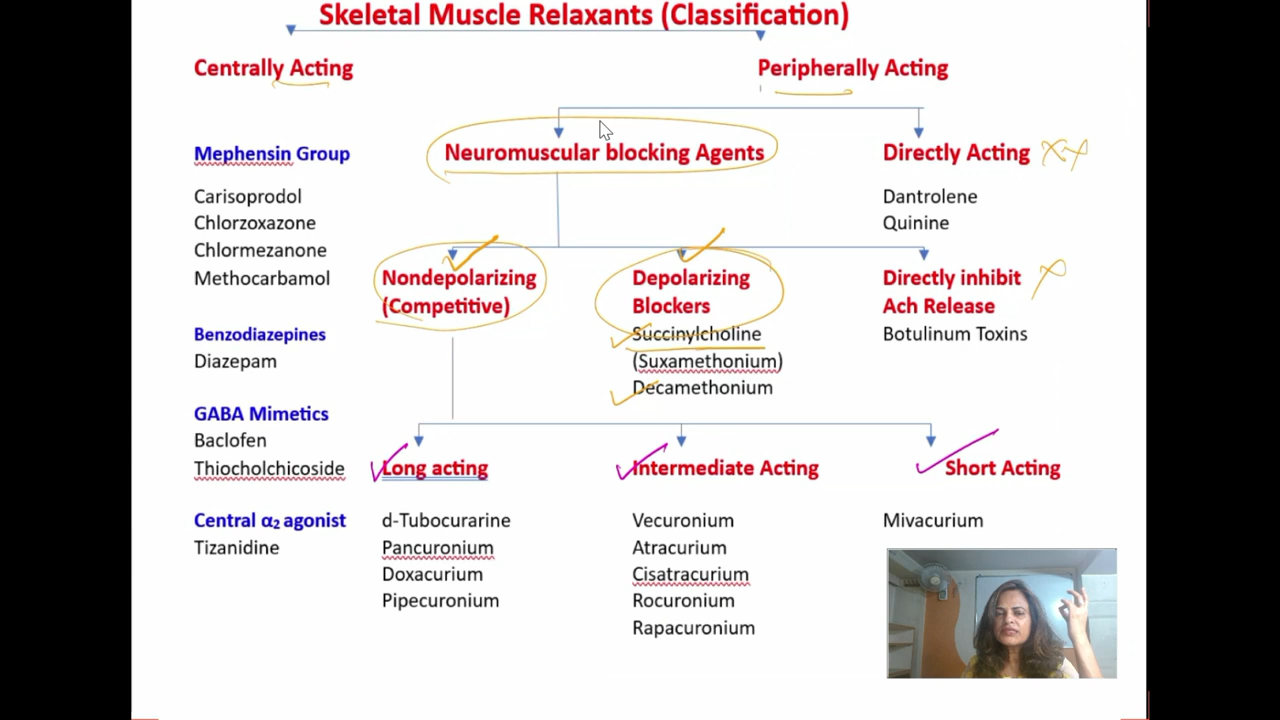 Skeletal Muscle Relaxants (Classification)
Centrally Acting
Peripherally Acting
Mephensin Group
Neuromuscular blocking Agents
Directly Acting
Carisoprodol
Chlorzoxazone
Chlormezanone
Methocarbamol
Dantrolene
Quinine
Nondepolarizing
(Competitive)
Depolarizing
Blockers
Succinylcholine
(Suxamethonium)
Decamethonium
Directly inhibit
Ach Release
Botulinum Toxins
Benzodiazepines
Diazepam
GABA Mimetics
Baclofen
Thiocholchicoside
Central α₂ agonist
Tizanidine
Long acting
d-Tubocurarine
Pancuronium
Doxacurium
Pipecuronium
Intermediate Acting
Vecuronium
Atracurium
Cisatracurium
Rocuronium
Rapacuronium
Short Acting
Mivacurium